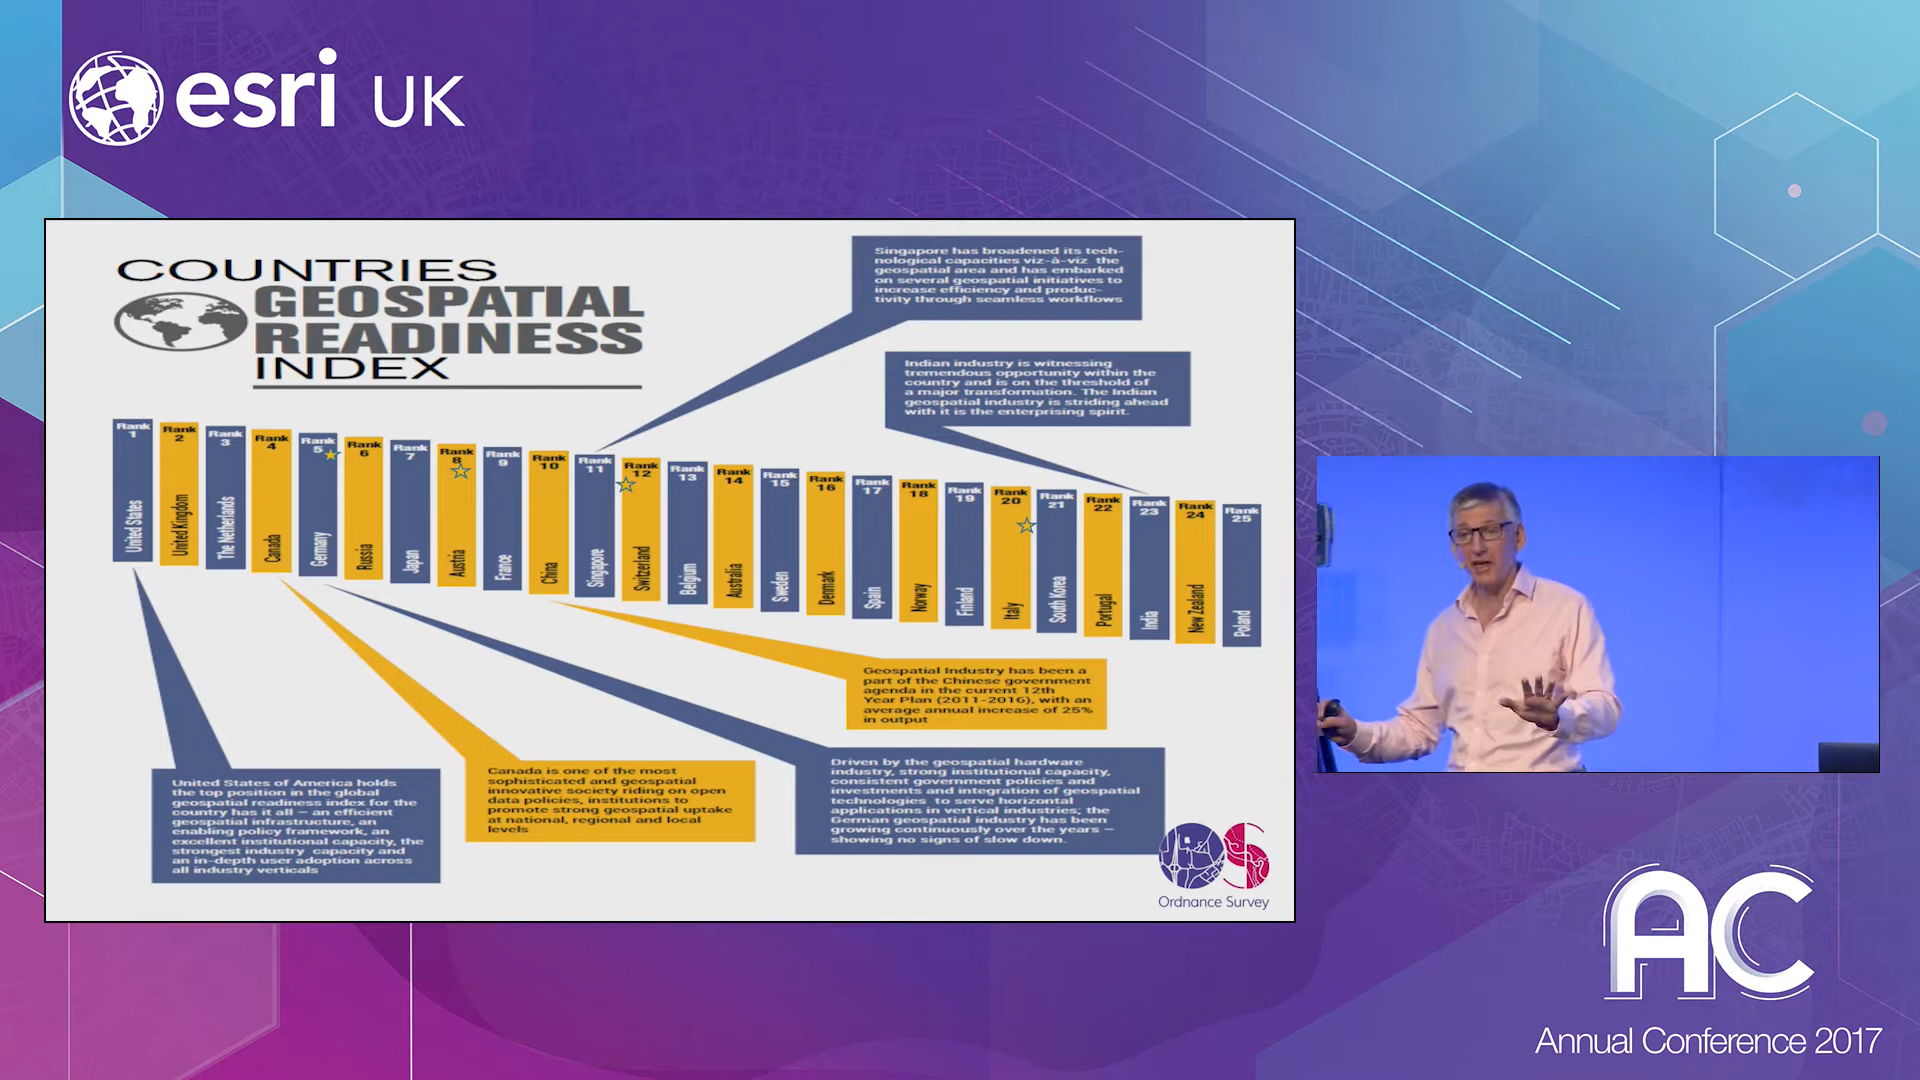 esri UK
COUNTRIES
GEOSPATIAL
READINESS
INDEX
Singapore has broadened its tech-
nological capacities viz-à-viz the
geospatial area and has embarked
on several geospatial initiatives to
increase efficiency and produc-
tivity through seamless workflows
Indian industry is witnessing
tremendous opportunity within the
country and is on the threshold of
a major transformation. The Indian
geospatial industry is striding ahead
with it is the enterprising spirit.
Rank 1 United States
Rank 2 United Kingdom
Rank 3 The Netherlands
Rank 4 Canada
Rank 5 Germany
Rank 6 Russia
Rank 7 Japan
Rank 8 Austria
Rank 9 France
Rank 10 China
Rank 11 Singapore
Rank 12 Switzerland
Rank 13 Belgium
Rank 14 Australia
Rank 15 Sweden
Rank 16 Denmark
Rank 17 Spain
Rank 18 Norway
Rank 19 Finland
Rank 20 Italy
Rank 21 South Korea
Rank 22 Portugal
Rank 23 India
Rank 24 New Zealand
Rank 25 Poland
Geospatial Industry has been a
part of the Chinese government
agenda in the current 12th
Year Plan (2011-2016), with an
average annual increase of 25%
in output
United States of America holds
the top position in the global
geospatial readiness index for the
country has it all – an efficient
geospatial infrastructure, an
enabling policy framework, an
excellent institutional capacity, the
strongest industry capacity and
an in-depth user adoption across
all industry verticals
Canada is one of the most
sophisticated and geospatial
innovative society riding on open
data policies, institutions to
promote strong geospatial uptake
at national, regional and local
levels
Driven by the geospatial hardware
industry, strong institutional capacity,
consistent government policies and
investments and integration of geospatial
technologies to serve horizontal
applications in vertical industries; the
German geospatial industry has been
growing continuously over the years –
showing no signs of slow down.
OS
Ordnance Survey
AC
Annual Conference 2017